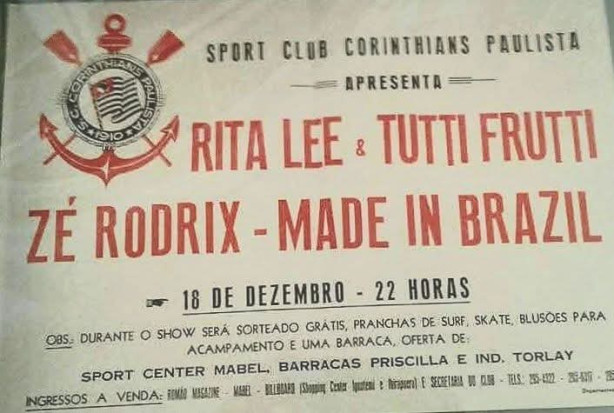 S.C. CORINTHIANS PAULISTA
1910
SPORT CLUB CORINTHIANS PAULISTA
APRESENTA
RITA LEE & TUTTI FRUTTI
ZÉ RODRIX - MADE IN BRAZIL
18 DE DEZEMBRO - 22 HORAS
OBS.: DURANTE O SHOW SERÁ SORTEADO GRÁTIS, PRANCHAS DE SURF, SKATE, BLUSÕES PARA
ACAMPAMENTO E UMA BARRACA, OFERTA DE:
SPORT CENTER MABEL, BARRACAS PRISCILLA E IND. TORLAY
INGRESSOS A VENDA: ROMÃO MAGAZINE - MABEL - BILLBOARD (Shopping Center Iguatemi e Ibirapuera) E SECRETARIA DO CLUB - TELS.: